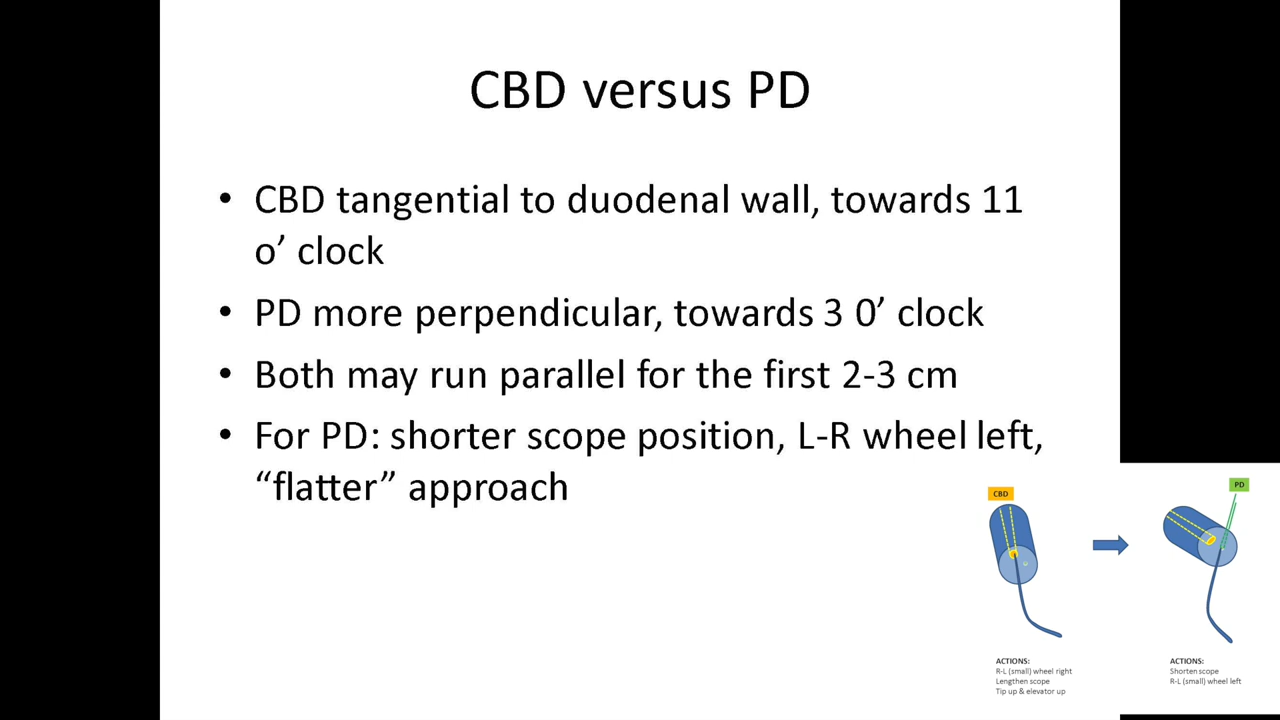 CBD versus PD
• CBD tangential to duodenal wall, towards 11
o’ clock
• PD more perpendicular, towards 3 0’ clock
• Both may run parallel for the first 2-3 cm
• For PD: shorter scope position, L-R wheel left,
“flatter” approach
CBD
PD
ACTIONS:
R-L (small) wheel right
Lengthen scope
Tip up & elevator up
ACTIONS:
Shorten scope
R-L (small) wheel left